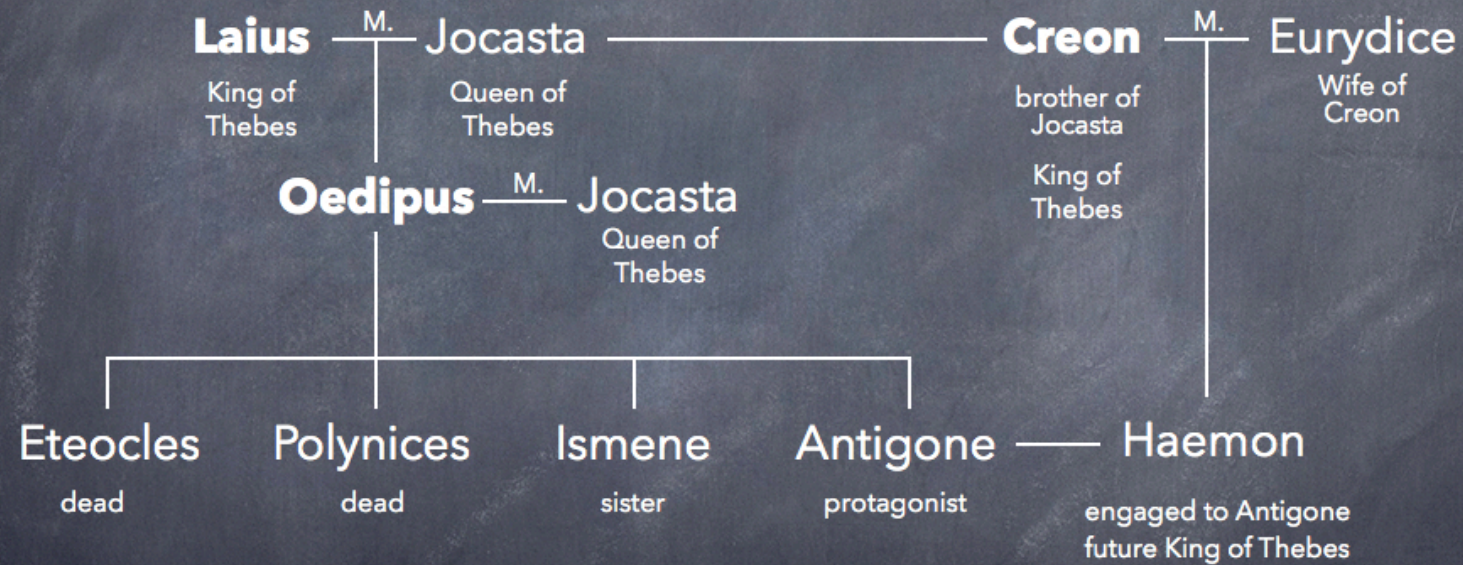 Laius M. Jocasta Creon M. Eurydice
King of
Thebes
Queen of
Thebes
brother of
Jocasta
King of
Thebes
Wife of
Creon
Oedipus M. Jocasta
Queen of
Thebes
Eteocles Polynices Ismene Antigone Haemon
dead dead sister protagonist
engaged to Antigone
future King of Thebes